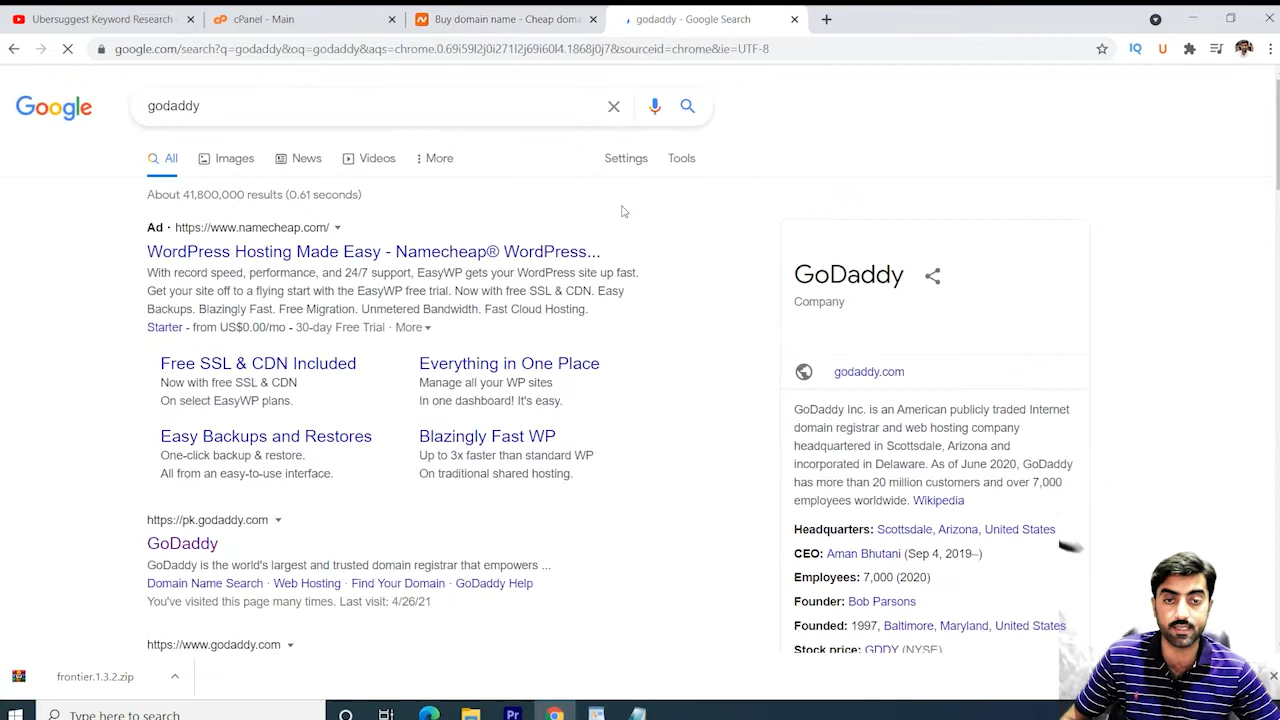 Ubersuggest Keyword Research -
cPanel - Main
Buy domain name - Cheap doma
godaddy - Google Search
google.com/search?q=godaddy&oq=godaddy&aqs=chrome.0.69i59l2j0i271l2j69i60l4.1868j0j7&sourceid=chrome&ie=UTF-8
IQ
U
Google
godaddy
All
Images
News
Videos
More
Settings
Tools
About 41,800,000 results (0.61 seconds)
Ad · https://www.namecheap.com/
WordPress Hosting Made Easy - Namecheap® WordPress...
With record speed, performance, and 24/7 support, EasyWP gets your WordPress site up fast.
Get your site off to a flying start with the EasyWP free trial. Now with free SSL & CDN. Easy
Backups. Blazingly Fast. Free Migration. Unmetered Bandwidth. Fast Cloud Hosting.
Starter - from US$0.00/mo - 30-day Free Trial · More
Free SSL & CDN Included
Now with free SSL & CDN
On select EasyWP plans.
Everything in One Place
Manage all your WP sites
In one dashboard! It's easy.
Easy Backups and Restores
One-click backup & restore.
All from an easy-to-use interface.
Blazingly Fast WP
Up to 3x faster than standard WP
On traditional shared hosting.
https://pk.godaddy.com
GoDaddy
GoDaddy is the world's largest and trusted domain registrar that empowers ...
Domain Name Search · Web Hosting · Find Your Domain · GoDaddy Help
You've visited this page many times. Last visit: 4/26/21
https://www.godaddy.com
GoDaddy
Company
godaddy.com
GoDaddy Inc. is an American publicly traded Internet
domain registrar and web hosting company
headquartered in Scottsdale, Arizona and
incorporated in Delaware. As of June 2020, GoDaddy
has more than 20 million customers and over 7,000
employees worldwide. Wikipedia
Headquarters: Scottsdale, Arizona, United States
CEO: Aman Bhutani (Sep 4, 2019–)
Employees: 7,000 (2020)
Founder: Bob Parsons
Founded: 1997, Baltimore, Maryland, United States
Stock price: GDDY (NYSE)
frontier.1.3.2.zip
Type here to search
Pr